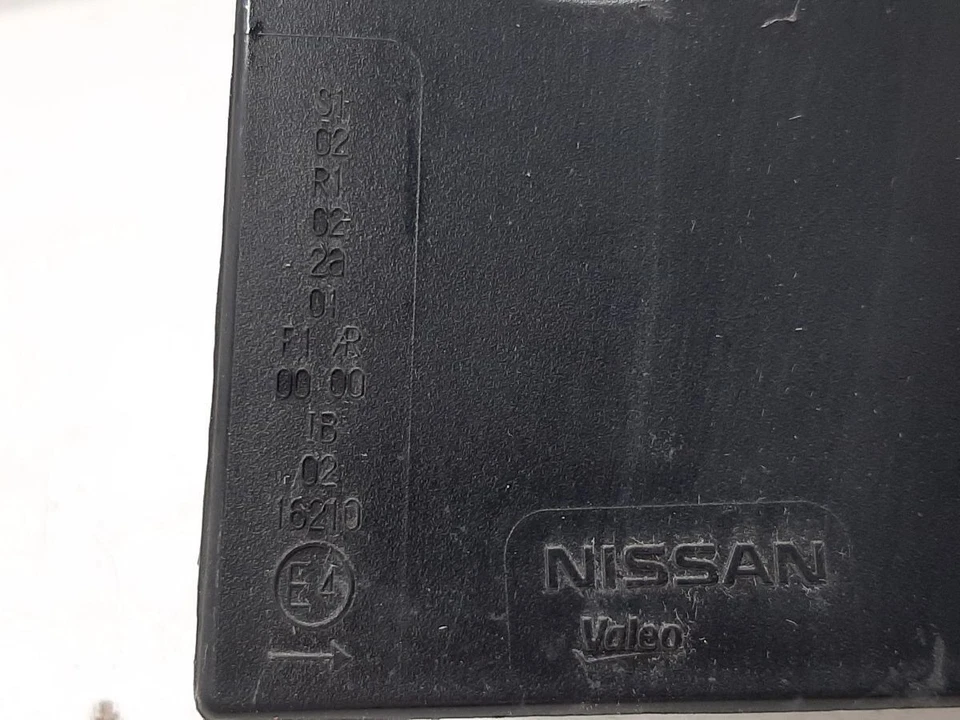 S1
02
R1
02
2a
01
F1 AR
00 00
IB
02
16210
E4
NISSAN
Valeo